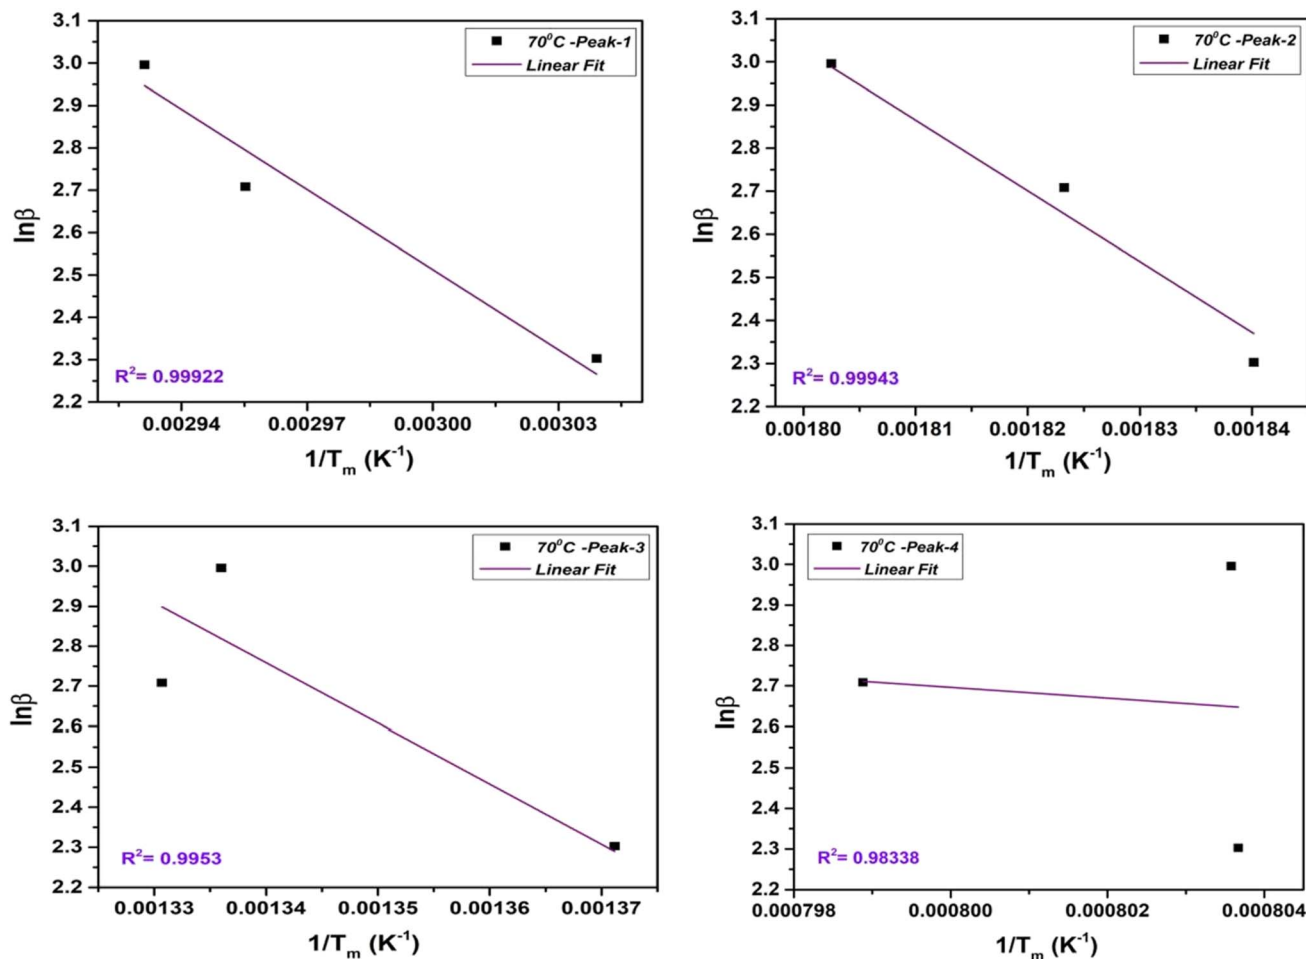 70⁰C -Peak-1
Linear Fit
3.1
3.0
2.9
2.8
2.7
2.6
2.5
2.4
2.3
2.2
lnβ
R²= 0.99922
0.00294 0.00297 0.00300 0.00303
1/Tₘ (K⁻¹)
70⁰C -Peak-2
Linear Fit
3.1
3.0
2.9
2.8
2.7
2.6
2.5
2.4
2.3
2.2
lnβ
R²= 0.99943
0.00180 0.00181 0.00182 0.00183 0.00184
1/Tₘ (K⁻¹)
70⁰C -Peak-3
Linear Fit
3.1
3.0
2.9
2.8
2.7
2.6
2.5
2.4
2.3
2.2
lnβ
R²= 0.9953
0.00133 0.00134 0.00135 0.00136 0.00137
1/Tₘ (K⁻¹)
70⁰C -Peak-4
Linear Fit
3.1
3.0
2.9
2.8
2.7
2.6
2.5
2.4
2.3
2.2
lnβ
R²= 0.98338
0.000798 0.000800 0.000802 0.000804
1/Tₘ (K⁻¹)